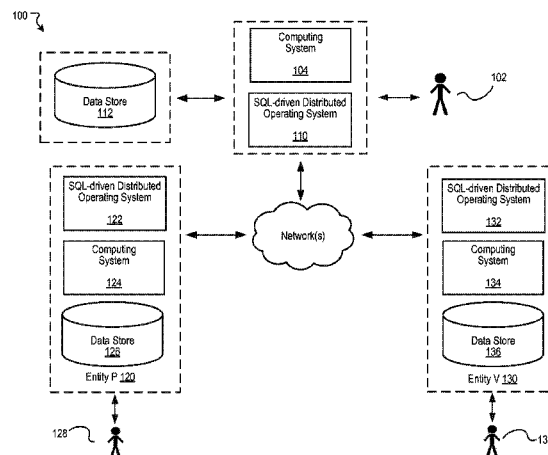 100
Computing
System
104
SQL-driven Distributed
Operating System
110
Data Store
112
102
SQL-driven Distributed
Operating System
122
Computing
System
124
Data Store
126
Entity P 120
128
Network(s)
SQL-driven Distributed
Operating System
132
Computing
System
134
Data Store
136
Entity V 130
13